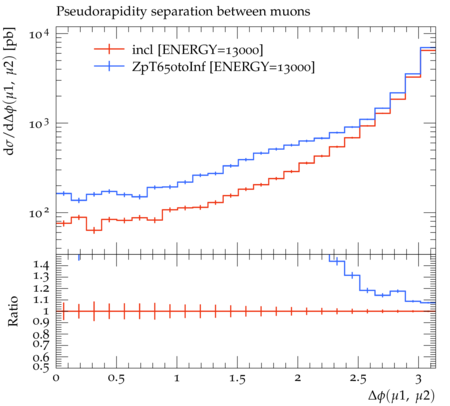 Pseudorapidity separation between muons
dσ/dΔϕ(μ1, μ2) [pb]
incl [ENERGY=13000]
ZpT650toInf [ENERGY=13000]
10⁴
10³
10²
Ratio
1.4
1.3
1.2
1.1
1
0.9
0.8
0.7
0.6
0.5
0 0.5 1 1.5 2 2.5 3
Δϕ(μ1, μ2)